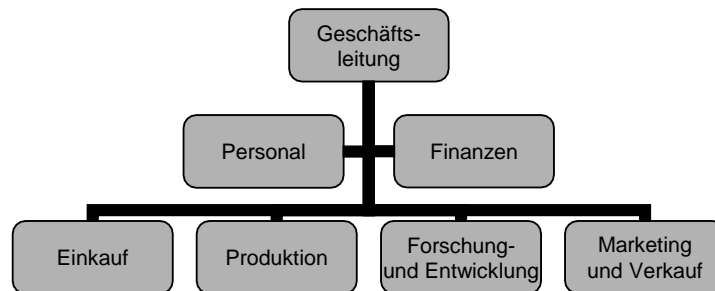 Geschäfts-
leitung
Personal
Finanzen
Einkauf
Produktion
Forschung-
und Entwicklung
Marketing
und Verkauf